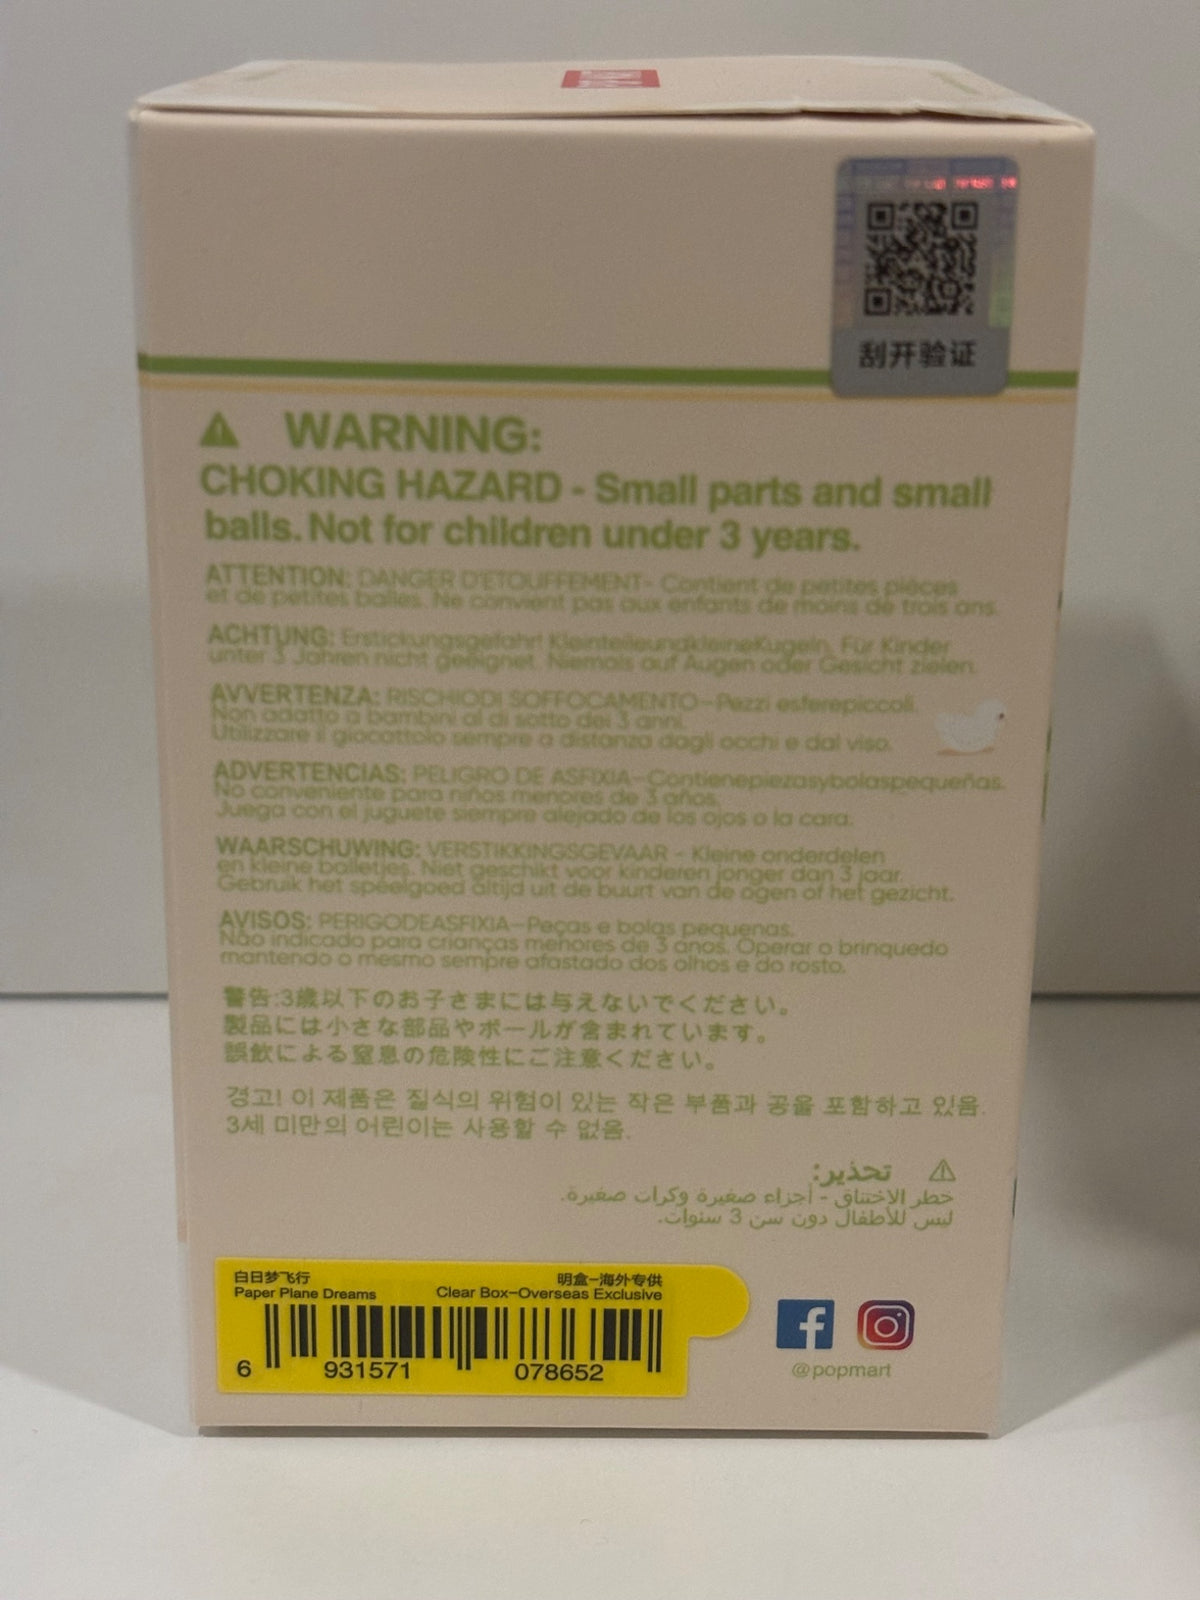 刮开验证
WARNING:
CHOKING HAZARD - Small parts and small
balls. Not for children under 3 years.
ATTENTION: DANGER D'ETOUFFEMENT- Contient de petites pièces
et de petites balles. Ne convient pas aux enfants de moins de trois ans.
ACHTUNG: Erstickungsgefahr! KleinteileundkleineKugeln. Für Kinder
unter 3 Jahren nicht geeignet. Niemals auf Augen oder Gesicht zielen.
AVVERTENZA: RISCHIODI SOFFOCAMENTO-Pezzi esferepiccoli.
Non adatto a bambini al di sotto dei 3 anni.
Utilizzare il giocattolo sempre a distanza dagli occhi e dal viso.
ADVERTENCIAS: PELIGRO DE ASFIXIA-Contienepiezasybolaspequeñas.
No conveniente para niños menores de 3 años.
Juega con el juguete siempre alejado de los ojos o la cara.
WAARSCHUWING: VERSTIKKINGSGEVAAR - Kleine onderdelen
en kleine balletjes. Niet geschikt voor kinderen jonger dan 3 jaar.
Gebruik het speelgoed altijd uit de buurt van de ogen of het gezicht.
AVISOS: PERIGODEASFIXIA-Peças e bolas pequenas.
Não indicado para crianças menores de 3 anos. Operar o brinquedo
mantendo o mesmo sempre afastado dos olhos e do rosto.
警告:3歳以下のお子さまには与えないでください。
製品には小さな部品やボールが含まれています。
誤飲による窒息の危険性にご注意ください。
경고! 이 제품은 질식의 위험이 있는 작은 부품과 공을 포함하고 있음.
3세 미만의 어린이는 사용할 수 없음.
تحذير:
خطر الاختناق - أجزاء صغيرة وكرات صغيرة.
ليس للأطفال دون سن 3 سنوات.
白日梦飞行 明盒-海外专供
Paper Plane Dreams Clear Box-Overseas Exclusive
6 931571 078652
@popmart